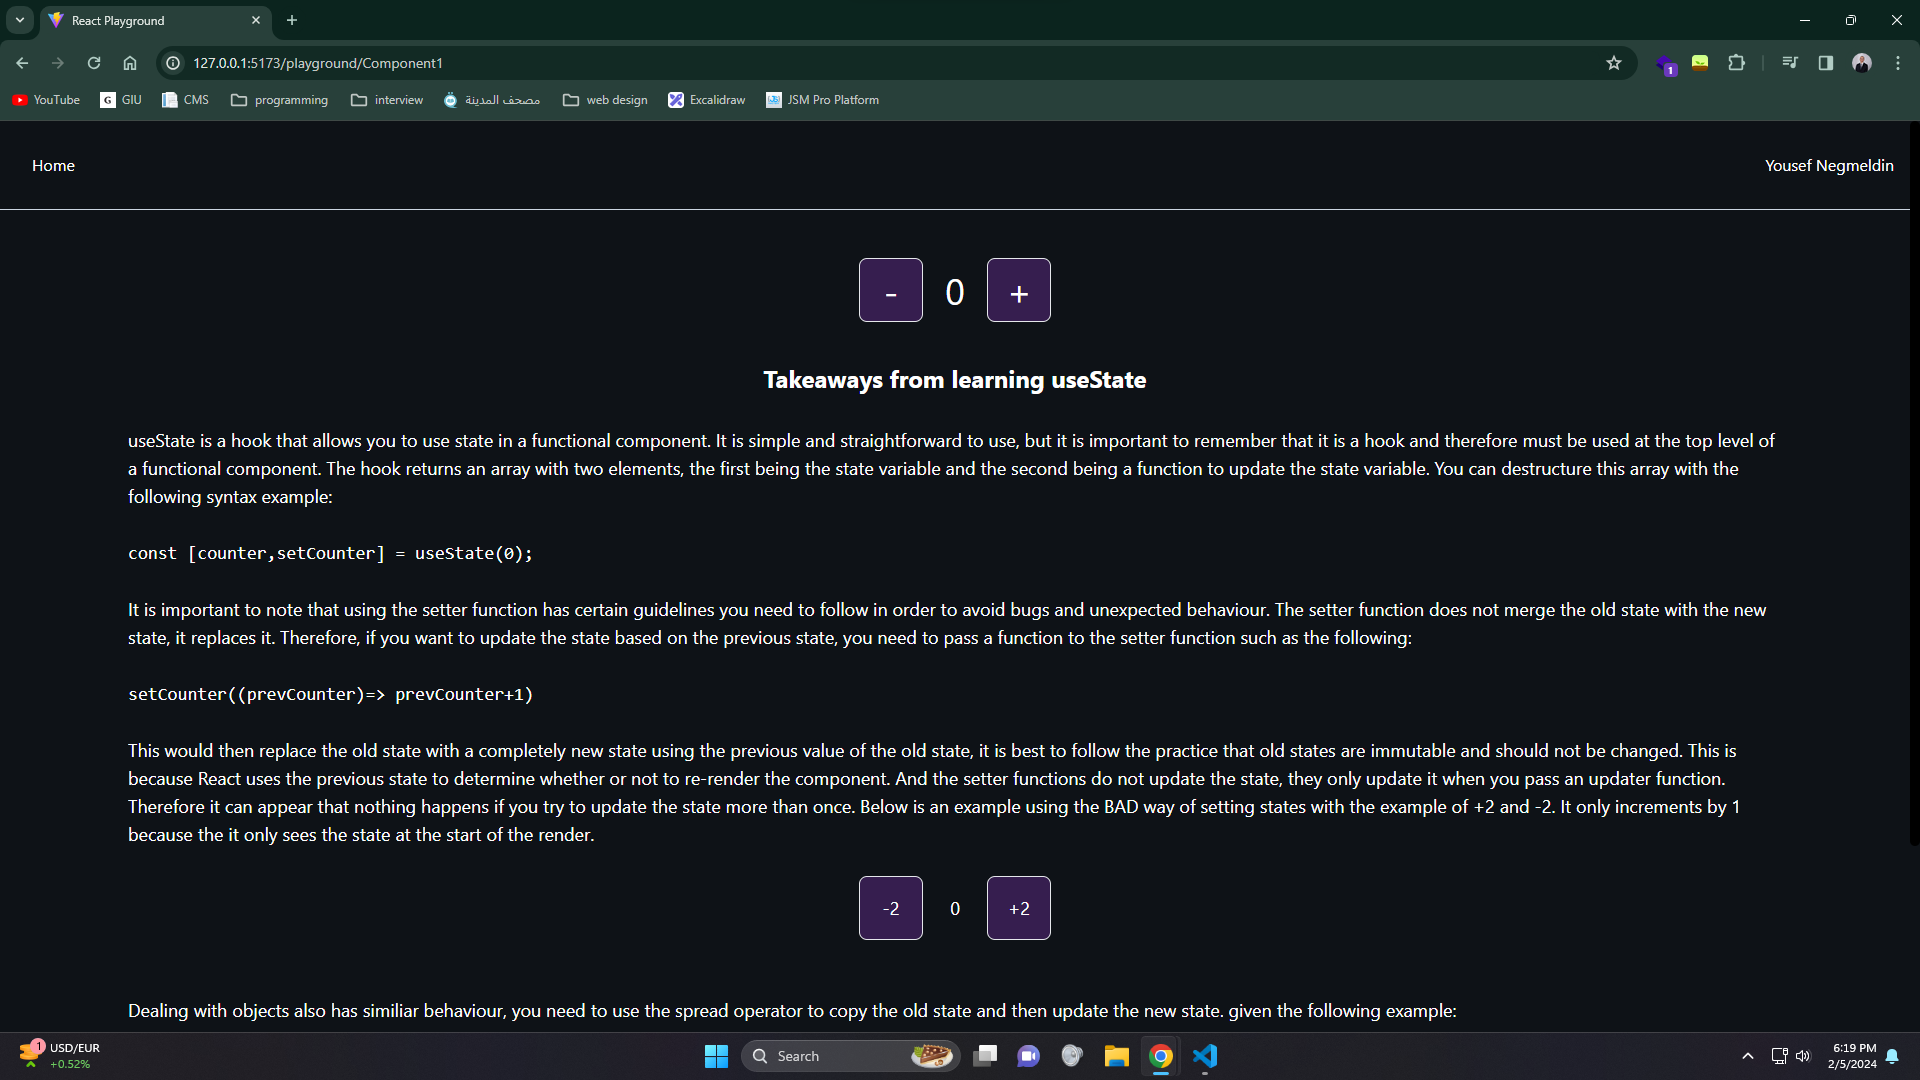 React Playground
127.0.0.1:5173/playground/Component1
1
YouTube
G GIU
CMS
programming
interview
مصحف المدينة
web design
Excalidraw
JSM Pro Platform
Home
Yousef Negmeldin
- 0 +
Takeaways from learning useState
useState is a hook that allows you to use state in a functional component. It is simple and straightforward to use, but it is important to remember that it is a hook and therefore must be used at the top level of
a functional component. The hook returns an array with two elements, the first being the state variable and the second being a function to update the state variable. You can destructure this array with the
following syntax example:
const [counter,setCounter] = useState(0);
It is important to note that using the setter function has certain guidelines you need to follow in order to avoid bugs and unexpected behaviour. The setter function does not merge the old state with the new
state, it replaces it. Therefore, if you want to update the state based on the previous state, you need to pass a function to the setter function such as the following:
setCounter((prevCounter)=> prevCounter+1)
This would then replace the old state with a completely new state using the previous value of the old state, it is best to follow the practice that old states are immutable and should not be changed. This is
because React uses the previous state to determine whether or not to re-render the component. And the setter functions do not update the state, they only update it when you pass an updater function.
Therefore it can appear that nothing happens if you try to update the state more than once. Below is an example using the BAD way of setting states with the example of +2 and -2. It only increments by 1
because the it only sees the state at the start of the render.
-2 0 +2
Dealing with objects also has similiar behaviour, you need to use the spread operator to copy the old state and then update the new state. given the following example:
1
USD/EUR
+0.52%
Search
6:19 PM
2/5/2024